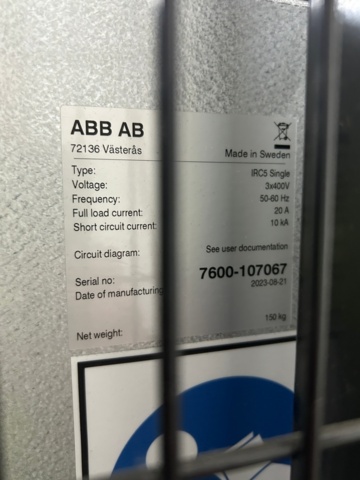 ABB AB
72136 Västerås
Made in Sweden
Type: IRC5 Single
Voltage: 3x400V
Frequency: 50-60 Hz
Full load current: 20 A
Short circuit current: 10 kA
Circuit diagram: See user documentation
Serial no: 7600-107067
Date of manufacturing 2023-08-21
Net weight: 150 kg